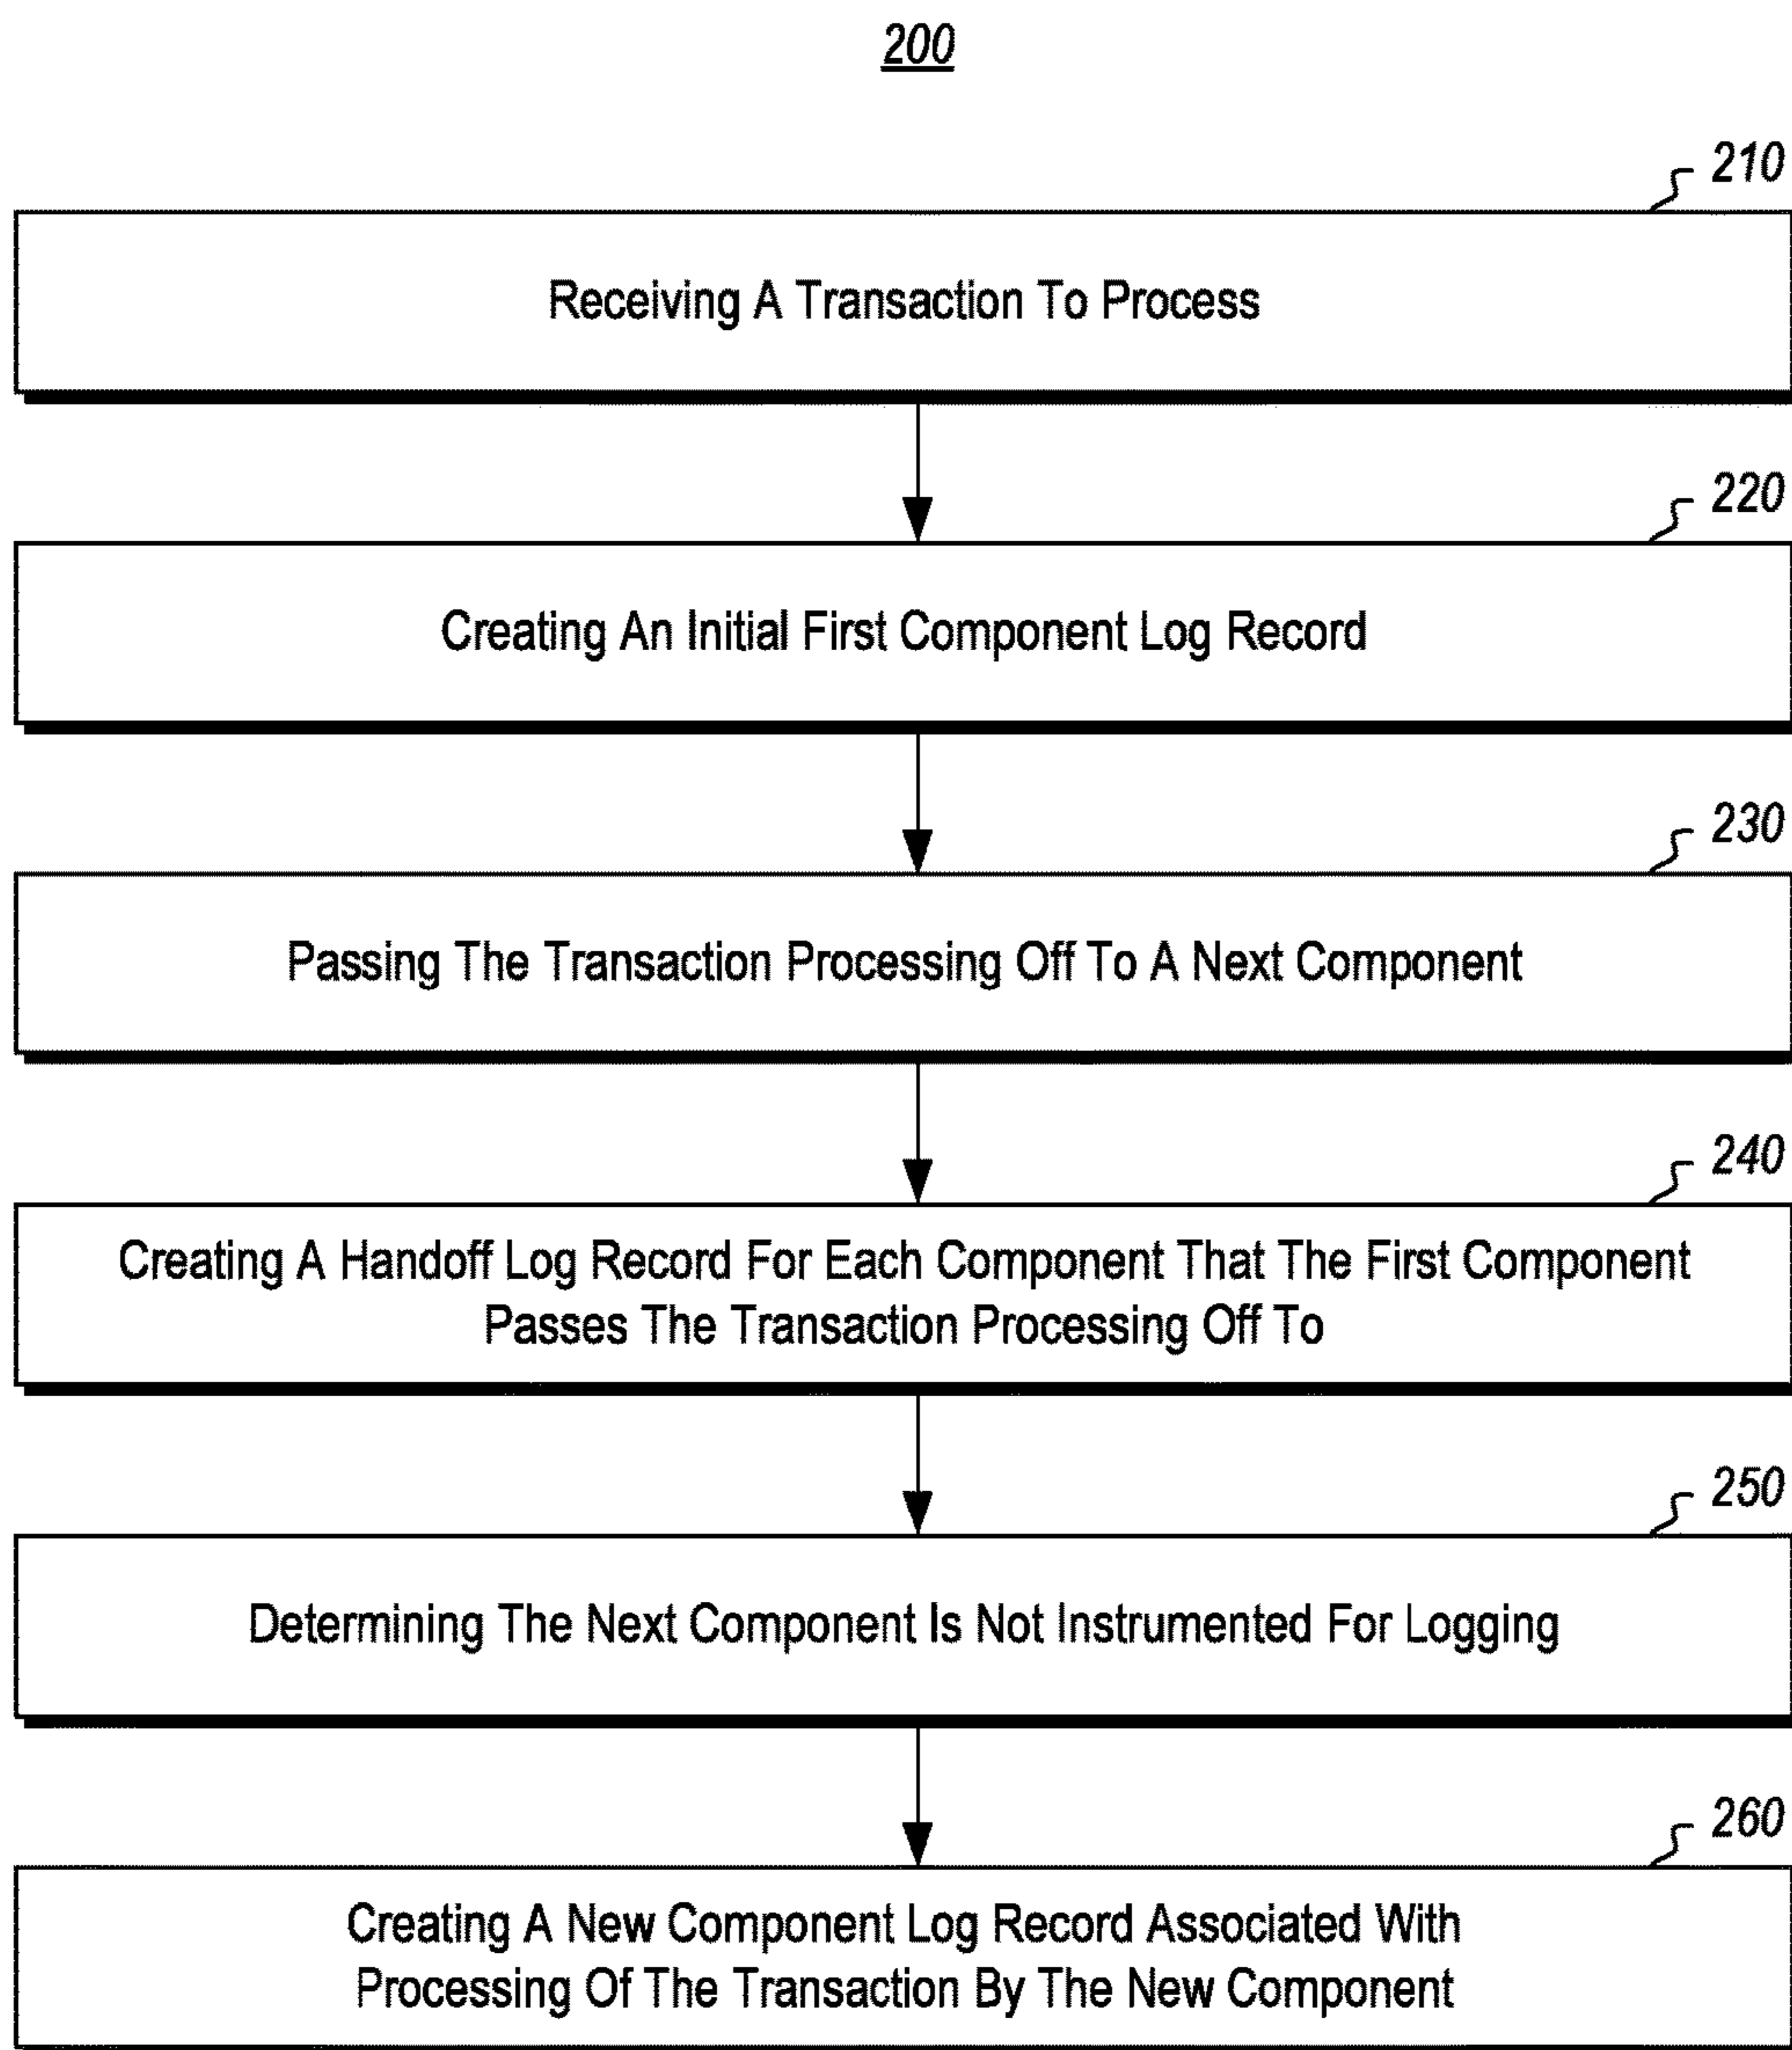 200
210
Receiving A Transaction To Process
220
Creating An Initial First Component Log Record
230
Passing The Transaction Processing Off To A Next Component
240
Creating A Handoff Log Record For Each Component That The First Component
Passes The Transaction Processing Off To
250
Determining The Next Component Is Not Instrumented For Logging
260
Creating A New Component Log Record Associated With
Processing Of The Transaction By The New Component